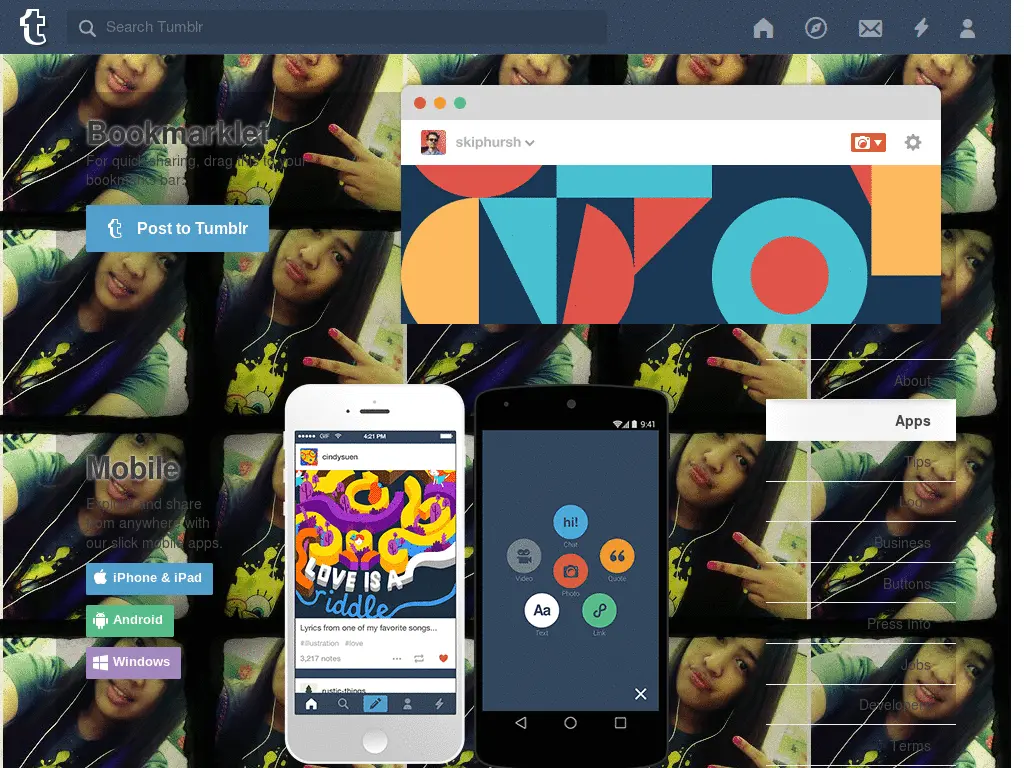 Search Tumblr
Bookmarklet
For quick sharing, drag this to your
bookmarks bar:
Post to Tumblr
skiphursh
Mobile
Explore and share
from anywhere with
our slick mobile apps.
iPhone & iPad
Android
Windows
GIF
4:21 PM
cindysuen
LOVE IS A
riddle
Lyrics from one of my favorite songs...
#illustration #love
3,217 notes
rustic-things
9:41
hi!
Chat
Video
Quote
Photo
Aa
Text
Link
About
Apps
Tips
Logo
Business
Buttons
Press Info
Jobs
Developers
Terms